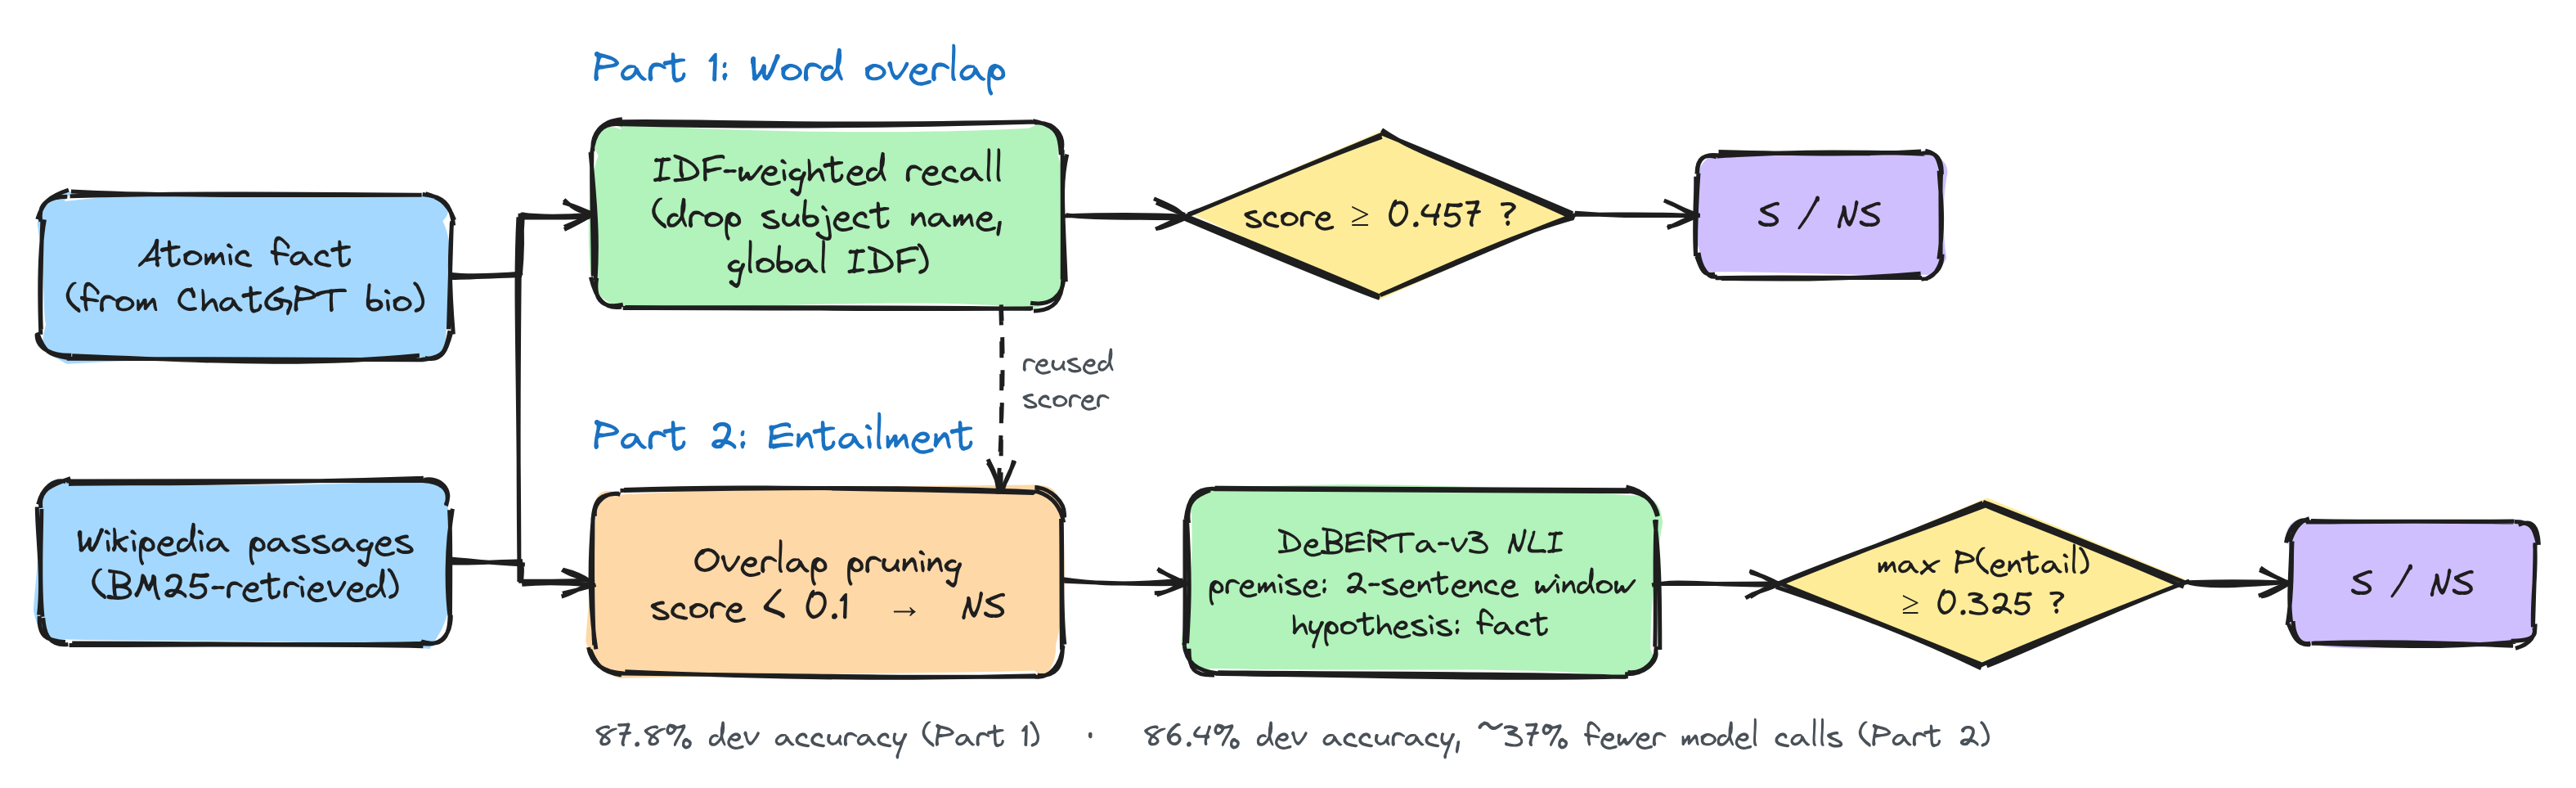 Part 1: Word overlap
Atomic fact
(from ChatGPT bio)
IDF-weighted recall
(drop subject name,
global IDF)
score ≥ 0.457 ?
S / NS
reused
scorer
Part 2: Entailment
Wikipedia passages
(BM25-retrieved)
Overlap pruning
score < 0.1 → NS
DeBERTa-v3 NLI
premise: 2-sentence window
hypothesis: fact
max P(entail)
≥ 0.325 ?
S / NS
87.8% dev accuracy (Part 1) · 86.4% dev accuracy, ~37% fewer model calls (Part 2)